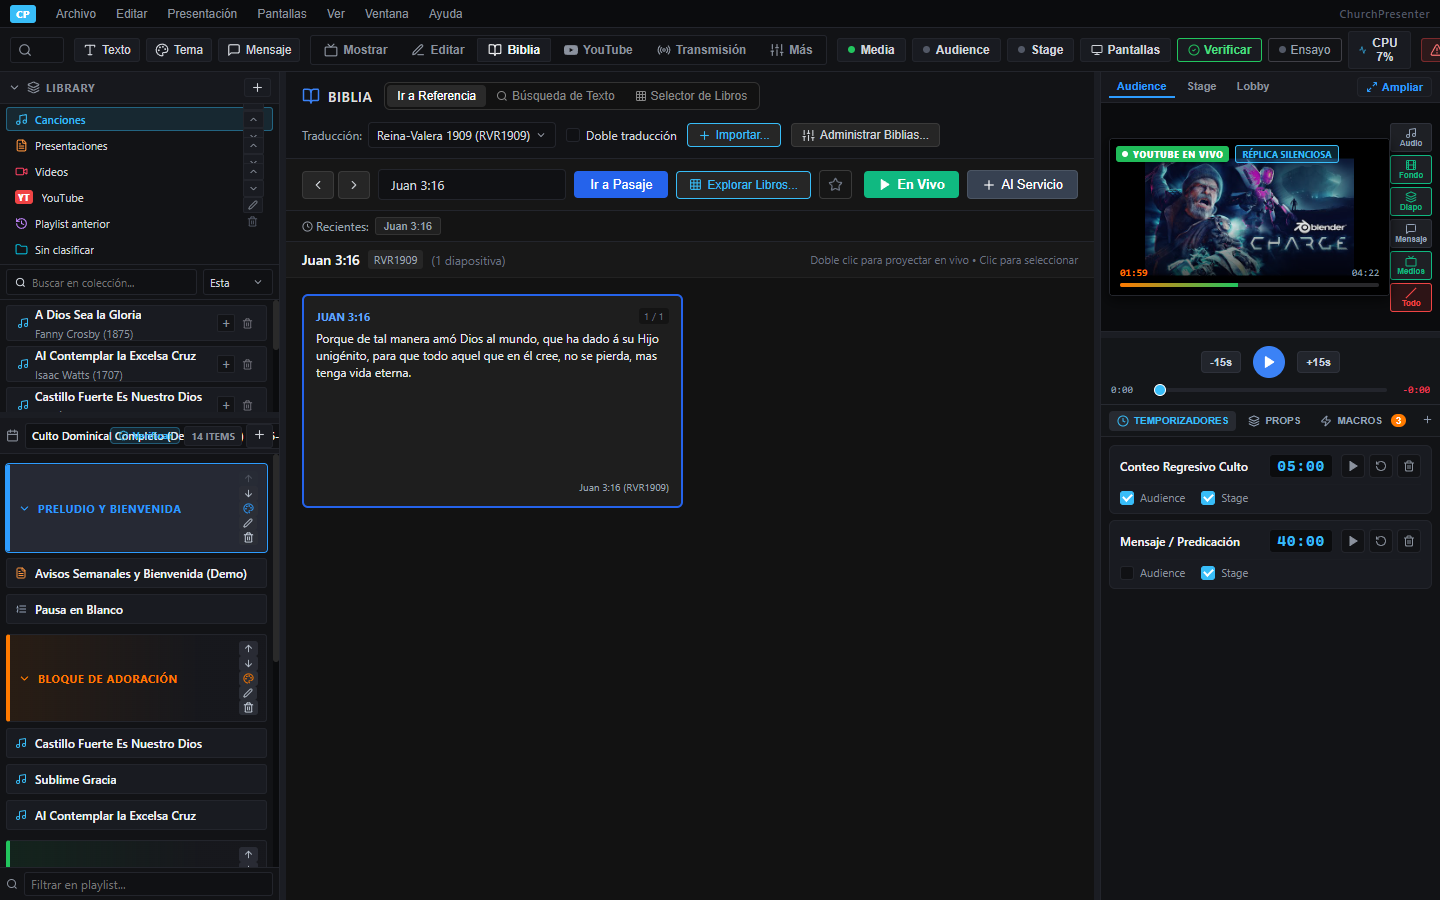 CP Archivo Editar Presentación Pantallas Ver Ventana Ayuda ChurchPresenter
Texto Tema Mensaje Mostrar Editar Biblia YouTube Transmisión Más Media Audience Stage Pantallas Verificar Ensayo CPU 7%
LIBRARY
Canciones
Presentaciones
Videos
YT YouTube
Playlist anterior
Sin clasificar
Buscar en colección... Esta
A Dios Sea la Gloria
Fanny Crosby (1875)
Al Contemplar la Excelsa Cruz
Isaac Watts (1707)
Castillo Fuerte Es Nuestro Dios
Culto Dominical Completo (De 14 ITEMS
PRELUDIO Y BIENVENIDA
Avisos Semanales y Bienvenida (Demo)
Pausa en Blanco
BLOQUE DE ADORACIÓN
Castillo Fuerte Es Nuestro Dios
Sublime Gracia
Al Contemplar la Excelsa Cruz
Filtrar en playlist...
BIBLIA Ir a Referencia Búsqueda de Texto Selector de Libros
Traducción: Reina-Valera 1909 (RVR1909) Doble traducción Importar... Administrar Biblias...
Juan 3:16 Ir a Pasaje Explorar Libros... En Vivo Al Servicio
Recientes: Juan 3:16
Juan 3:16 RVR1909 (1 diapositiva) Doble clic para proyectar en vivo • Clic para seleccionar
JUAN 3:16 1 / 1
Porque de tal manera amó Dios al mundo, que ha dado á su Hijo
unigénito, para que todo aquel que en él cree, no se pierda, mas
tenga vida eterna.
Juan 3:16 (RVR1909)
Audience Stage Lobby Ampliar
YOUTUBE EN VIVO RÉPLICA SILENCIOSA
blender
CHARGE
01:59 04:22
Audio
Fondo
Diapo
Mensaje
Medios
Todo
-15s +15s
0:00 -0:00
TEMPORIZADORES PROPS MACROS 3
Conteo Regresivo Culto 05:00
Audience Stage
Mensaje / Predicación 40:00
Audience Stage